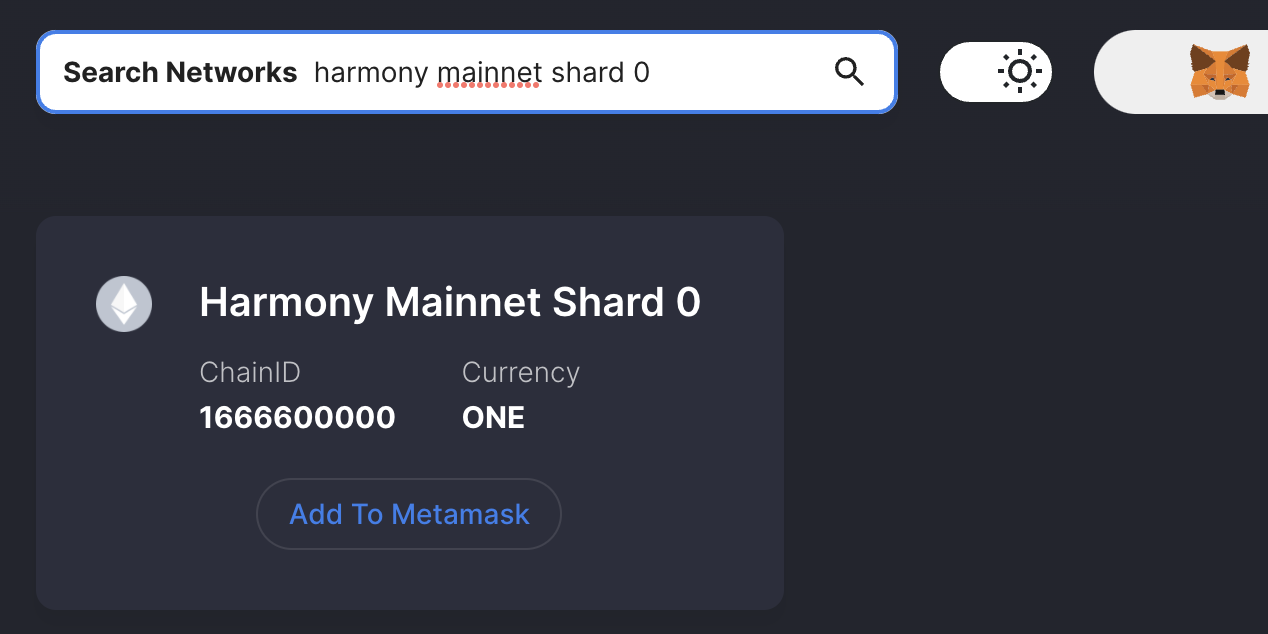 Search Networks harmony mainnet shard 0
Harmony Mainnet Shard 0
ChainID Currency
1666600000 ONE
Add To Metamask